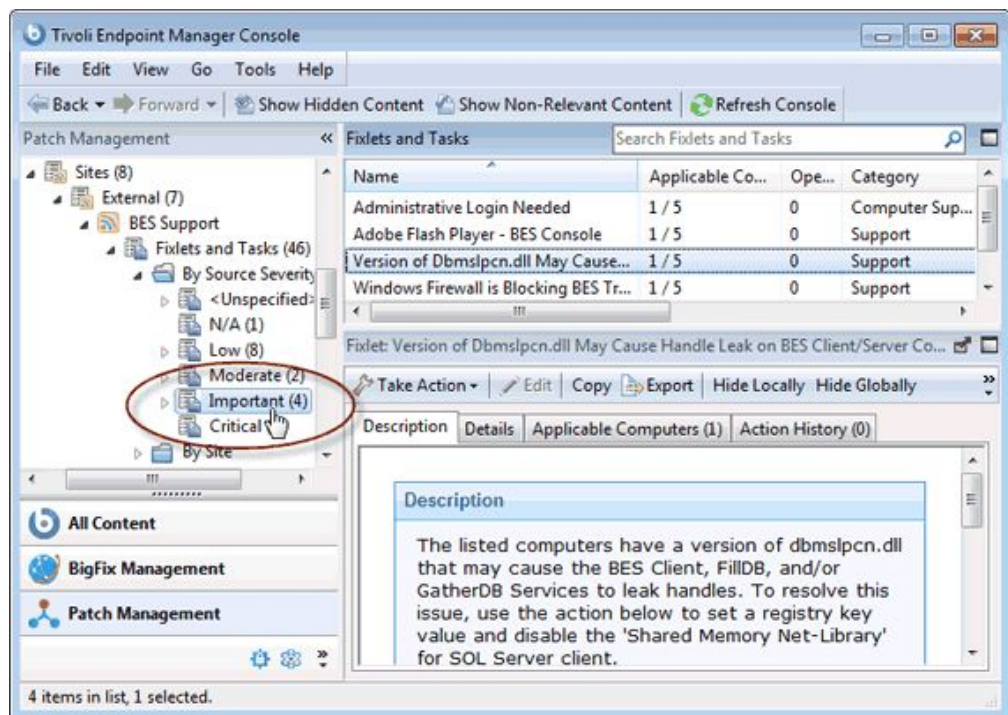 Tivoli Endpoint Manager Console
File Edit View Go Tools Help
Back Forward Show Hidden Content Show Non-Relevant Content Refresh Console
Patch Management «
Sites (8)
External (7)
BES Support
Fixlets and Tasks (46)
By Source Severity
<Unspecified>
N/A (1)
Low (8)
Moderate (2)
Important (4)
Critical
By Site
All Content
BigFix Management
Patch Management
»
Fixlets and Tasks Search Fixlets and Tasks
Name Applicable Co... Ope... Category
Administrative Login Needed 1 / 5 0 Computer Sup...
Adobe Flash Player - BES Console 1 / 5 0 Support
Version of Dbmslpcn.dll May Cause... 1 / 5 0 Support
Windows Firewall is Blocking BES Tr... 1 / 5 0 Support
Fixlet: Version of Dbmslpcn.dll May Cause Handle Leak on BES Client/Server Co...
Take Action Edit Copy Export Hide Locally Hide Globally »
Description Details Applicable Computers (1) Action History (0)
Description
The listed computers have a version of dbmslpcn.dll
that may cause the BES Client, FillDB, and/or
GatherDB Services to leak handles. To resolve this
issue, use the action below to set a registry key
value and disable the 'Shared Memory Net-Library'
for SQL Server client.
4 items in list, 1 selected.